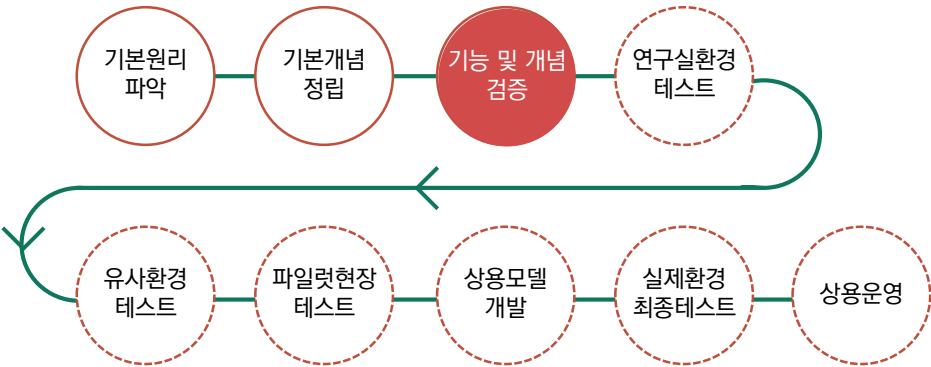 기본원리
파악
기본개념
정립
기능 및 개념
검증
연구실환경
테스트
유사환경
테스트
파일럿현장
테스트
상용모델
개발
실제환경
최종테스트
상용운영